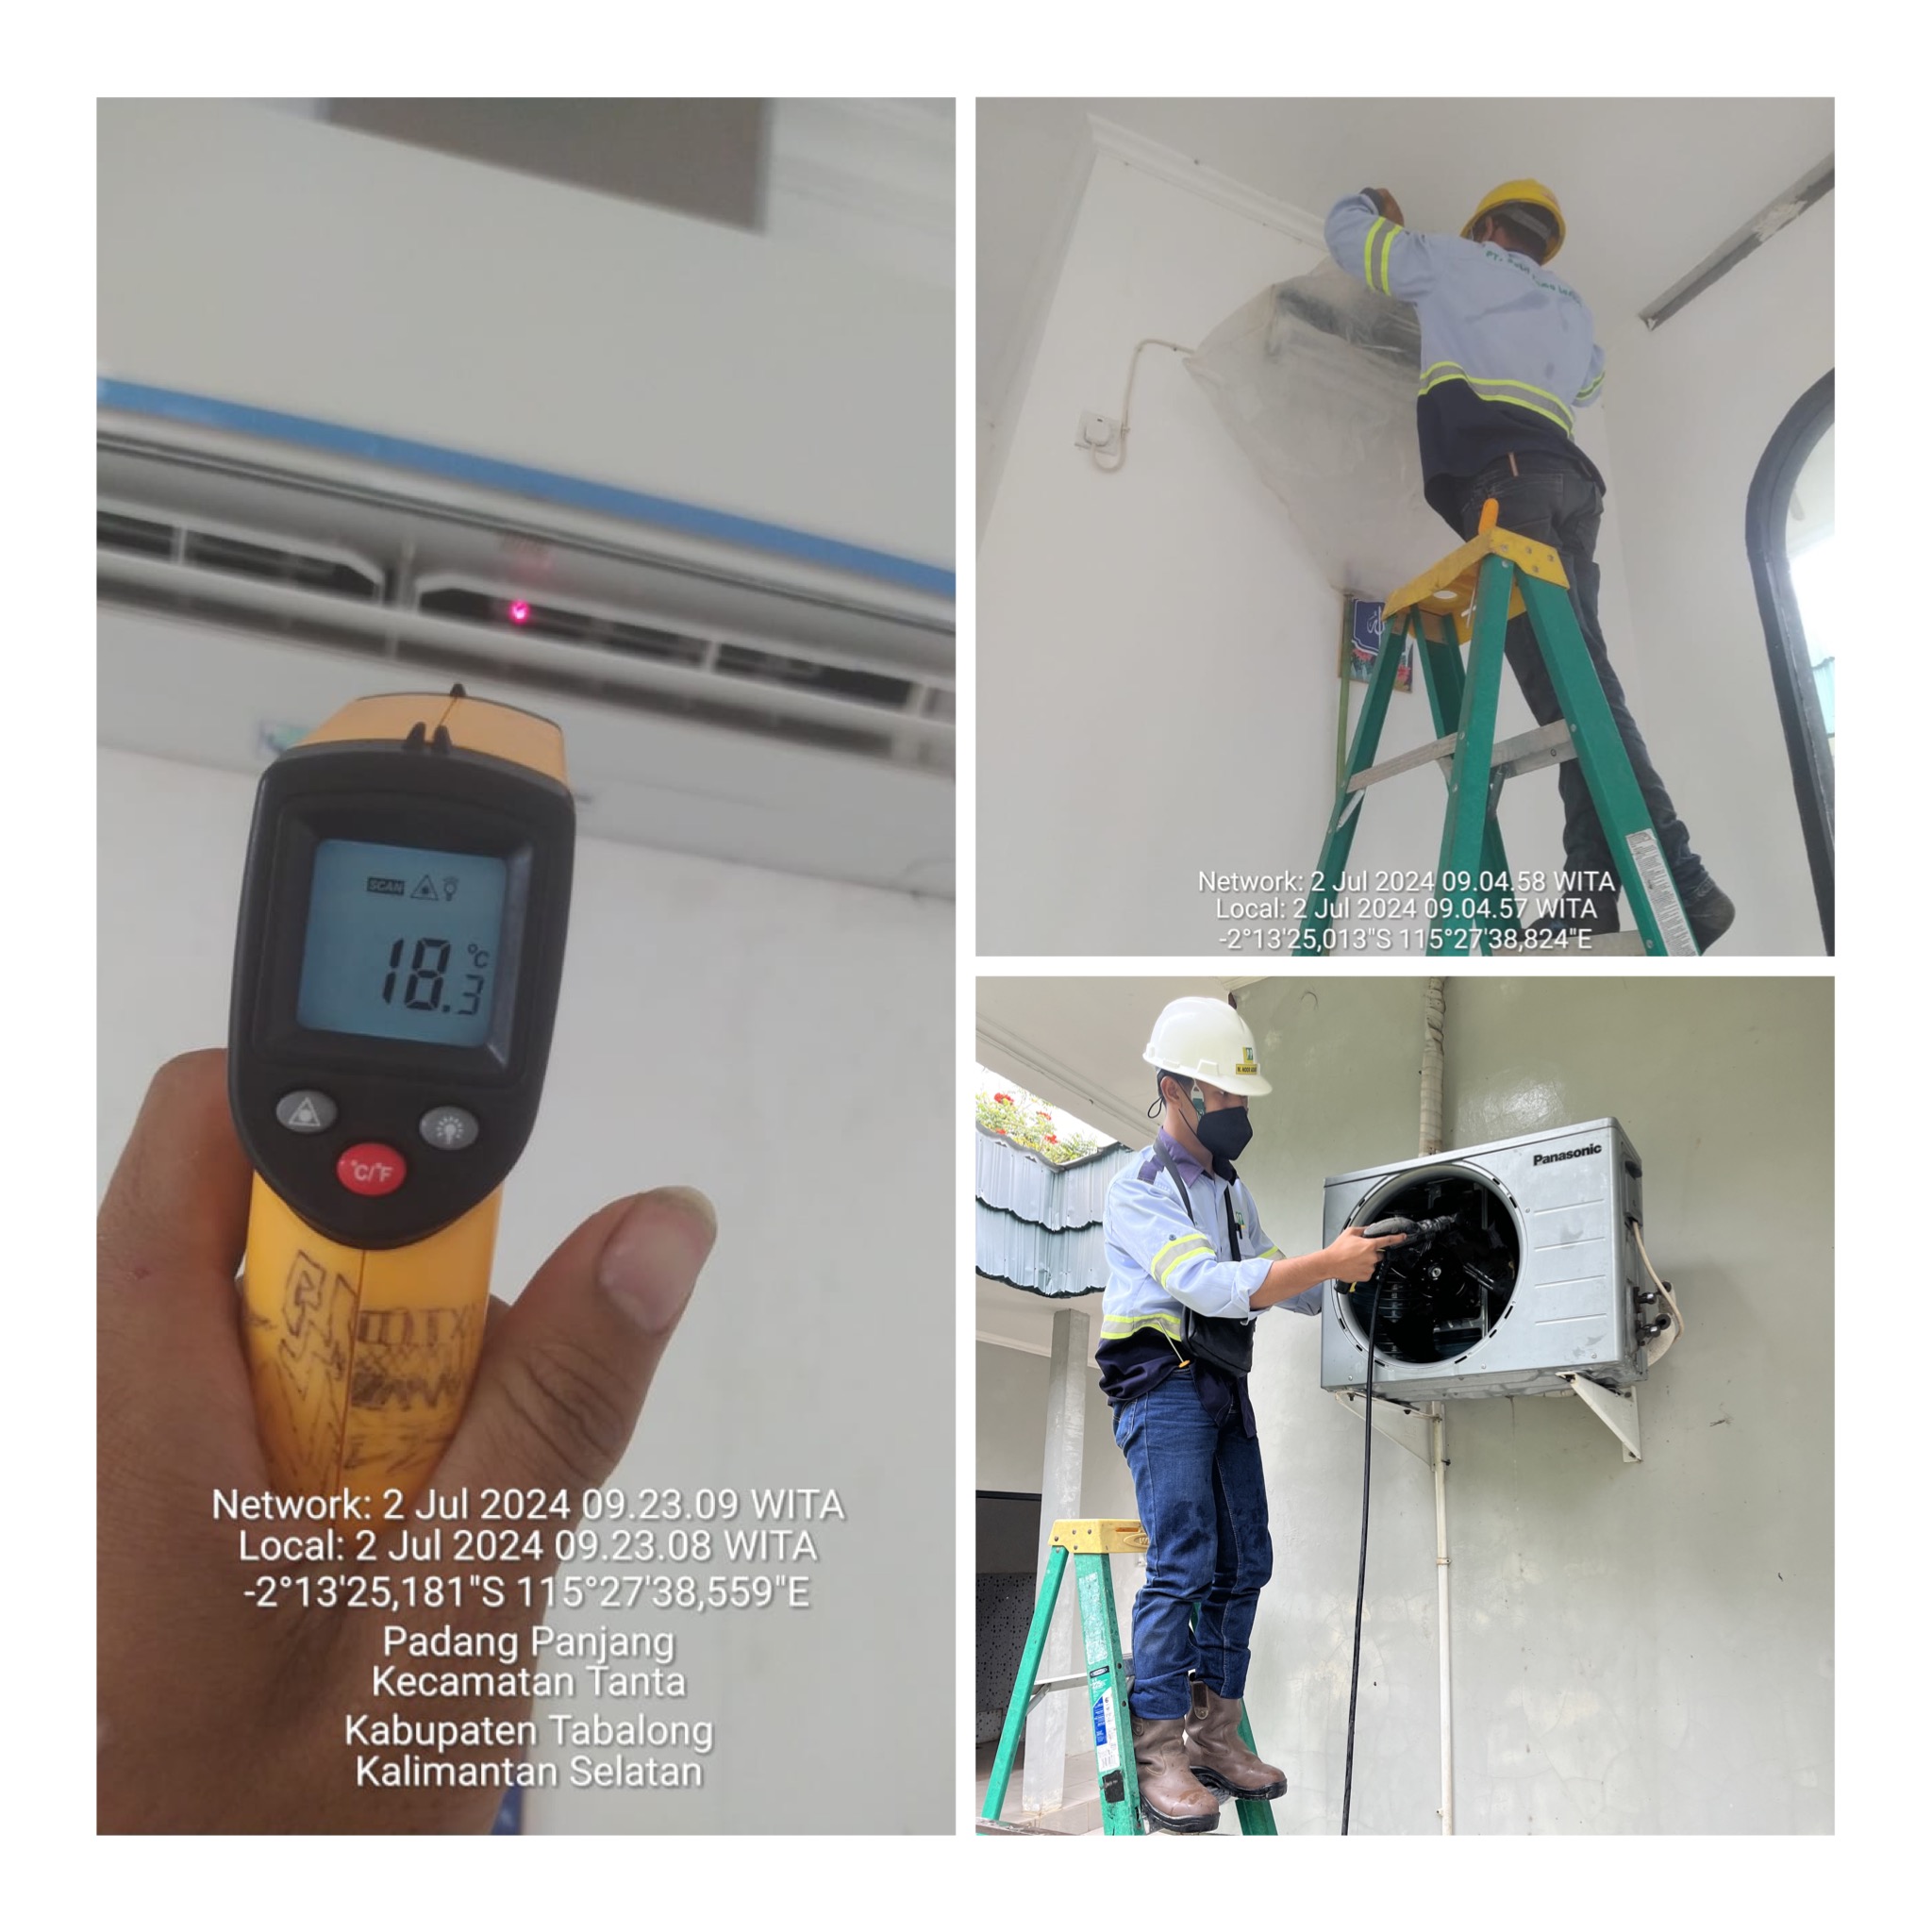 SCAN
18.3 °C
°C/°F
Network: 2 Jul 2024 09.23.09 WITA
Local: 2 Jul 2024 09.23.08 WITA
-2°13'25,181"S 115°27'38,559"E
Padang Panjang
Kecamatan Tanta
Kabupaten Tabalong
Kalimantan Selatan
PT.
Network: 2 Jul 2024 09.04.58 WITA
Local: 2 Jul 2024 09.04.57 WITA
-2°13'25,013"S 115°27'38,824"E
Panasonic